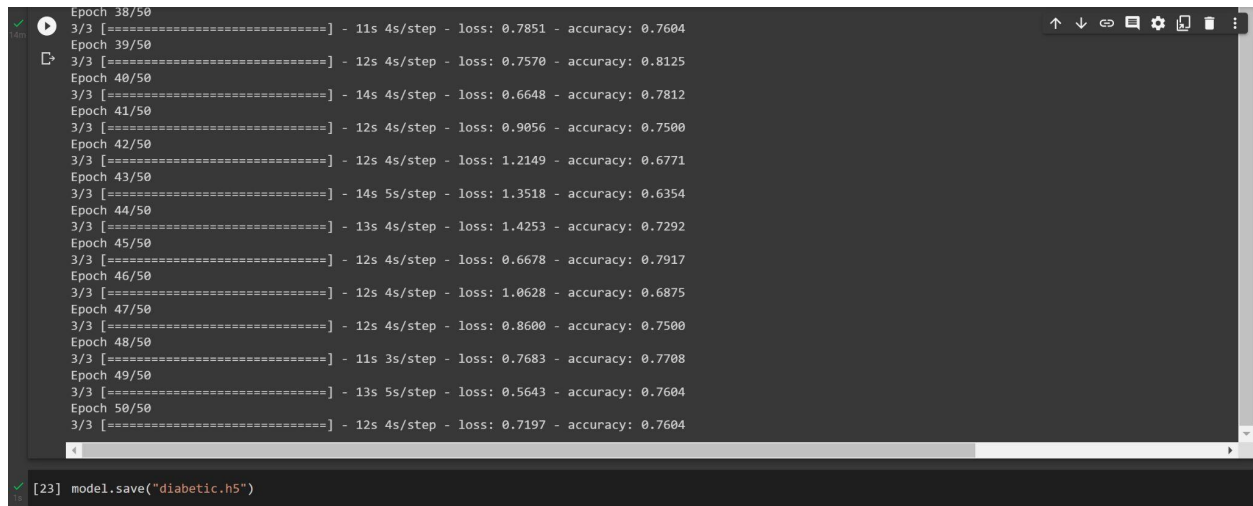 Epoch 38/50
3/3 [==============================] - 11s 4s/step - loss: 0.7851 - accuracy: 0.7604
14m
Epoch 39/50
3/3 [==============================] - 12s 4s/step - loss: 0.7570 - accuracy: 0.8125
Epoch 40/50
3/3 [==============================] - 14s 4s/step - loss: 0.6648 - accuracy: 0.7812
Epoch 41/50
3/3 [==============================] - 12s 4s/step - loss: 0.9056 - accuracy: 0.7500
Epoch 42/50
3/3 [==============================] - 12s 4s/step - loss: 1.2149 - accuracy: 0.6771
Epoch 43/50
3/3 [==============================] - 14s 5s/step - loss: 1.3518 - accuracy: 0.6354
Epoch 44/50
3/3 [==============================] - 13s 4s/step - loss: 1.4253 - accuracy: 0.7292
Epoch 45/50
3/3 [==============================] - 12s 4s/step - loss: 0.6678 - accuracy: 0.7917
Epoch 46/50
3/3 [==============================] - 12s 4s/step - loss: 1.0628 - accuracy: 0.6875
Epoch 47/50
3/3 [==============================] - 12s 4s/step - loss: 0.8600 - accuracy: 0.7500
Epoch 48/50
3/3 [==============================] - 11s 3s/step - loss: 0.7683 - accuracy: 0.7708
Epoch 49/50
3/3 [==============================] - 13s 5s/step - loss: 0.5643 - accuracy: 0.7604
Epoch 50/50
3/3 [==============================] - 12s 4s/step - loss: 0.7197 - accuracy: 0.7604
[23] model.save("diabetic.h5")
1s